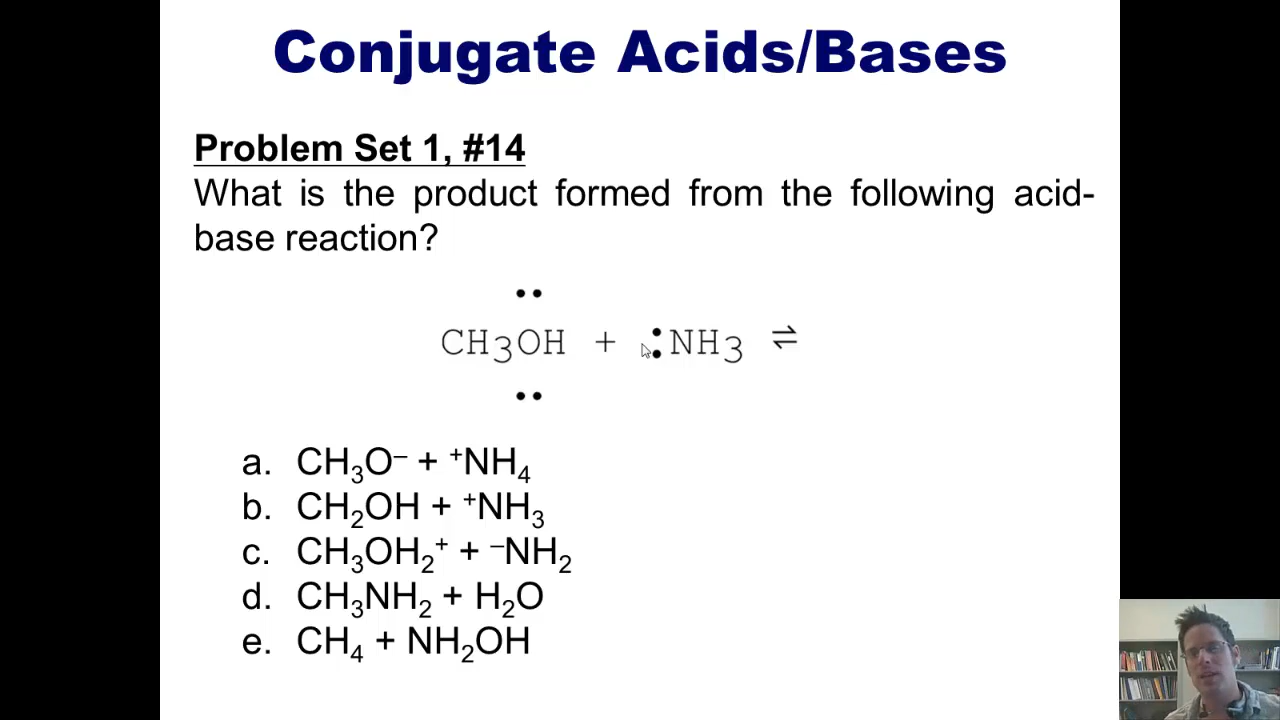 Conjugate Acids/Bases
Problem Set 1, #14
What is the product formed from the following acid-
base reaction?
CH3OH + :NH3 ⇌
a. CH₃O⁻ + ⁺NH₄
b. CH₂OH + ⁺NH₃
c. CH₃OH₂⁺ + ⁻NH₂
d. CH₃NH₂ + H₂O
e. CH₄ + NH₂OH